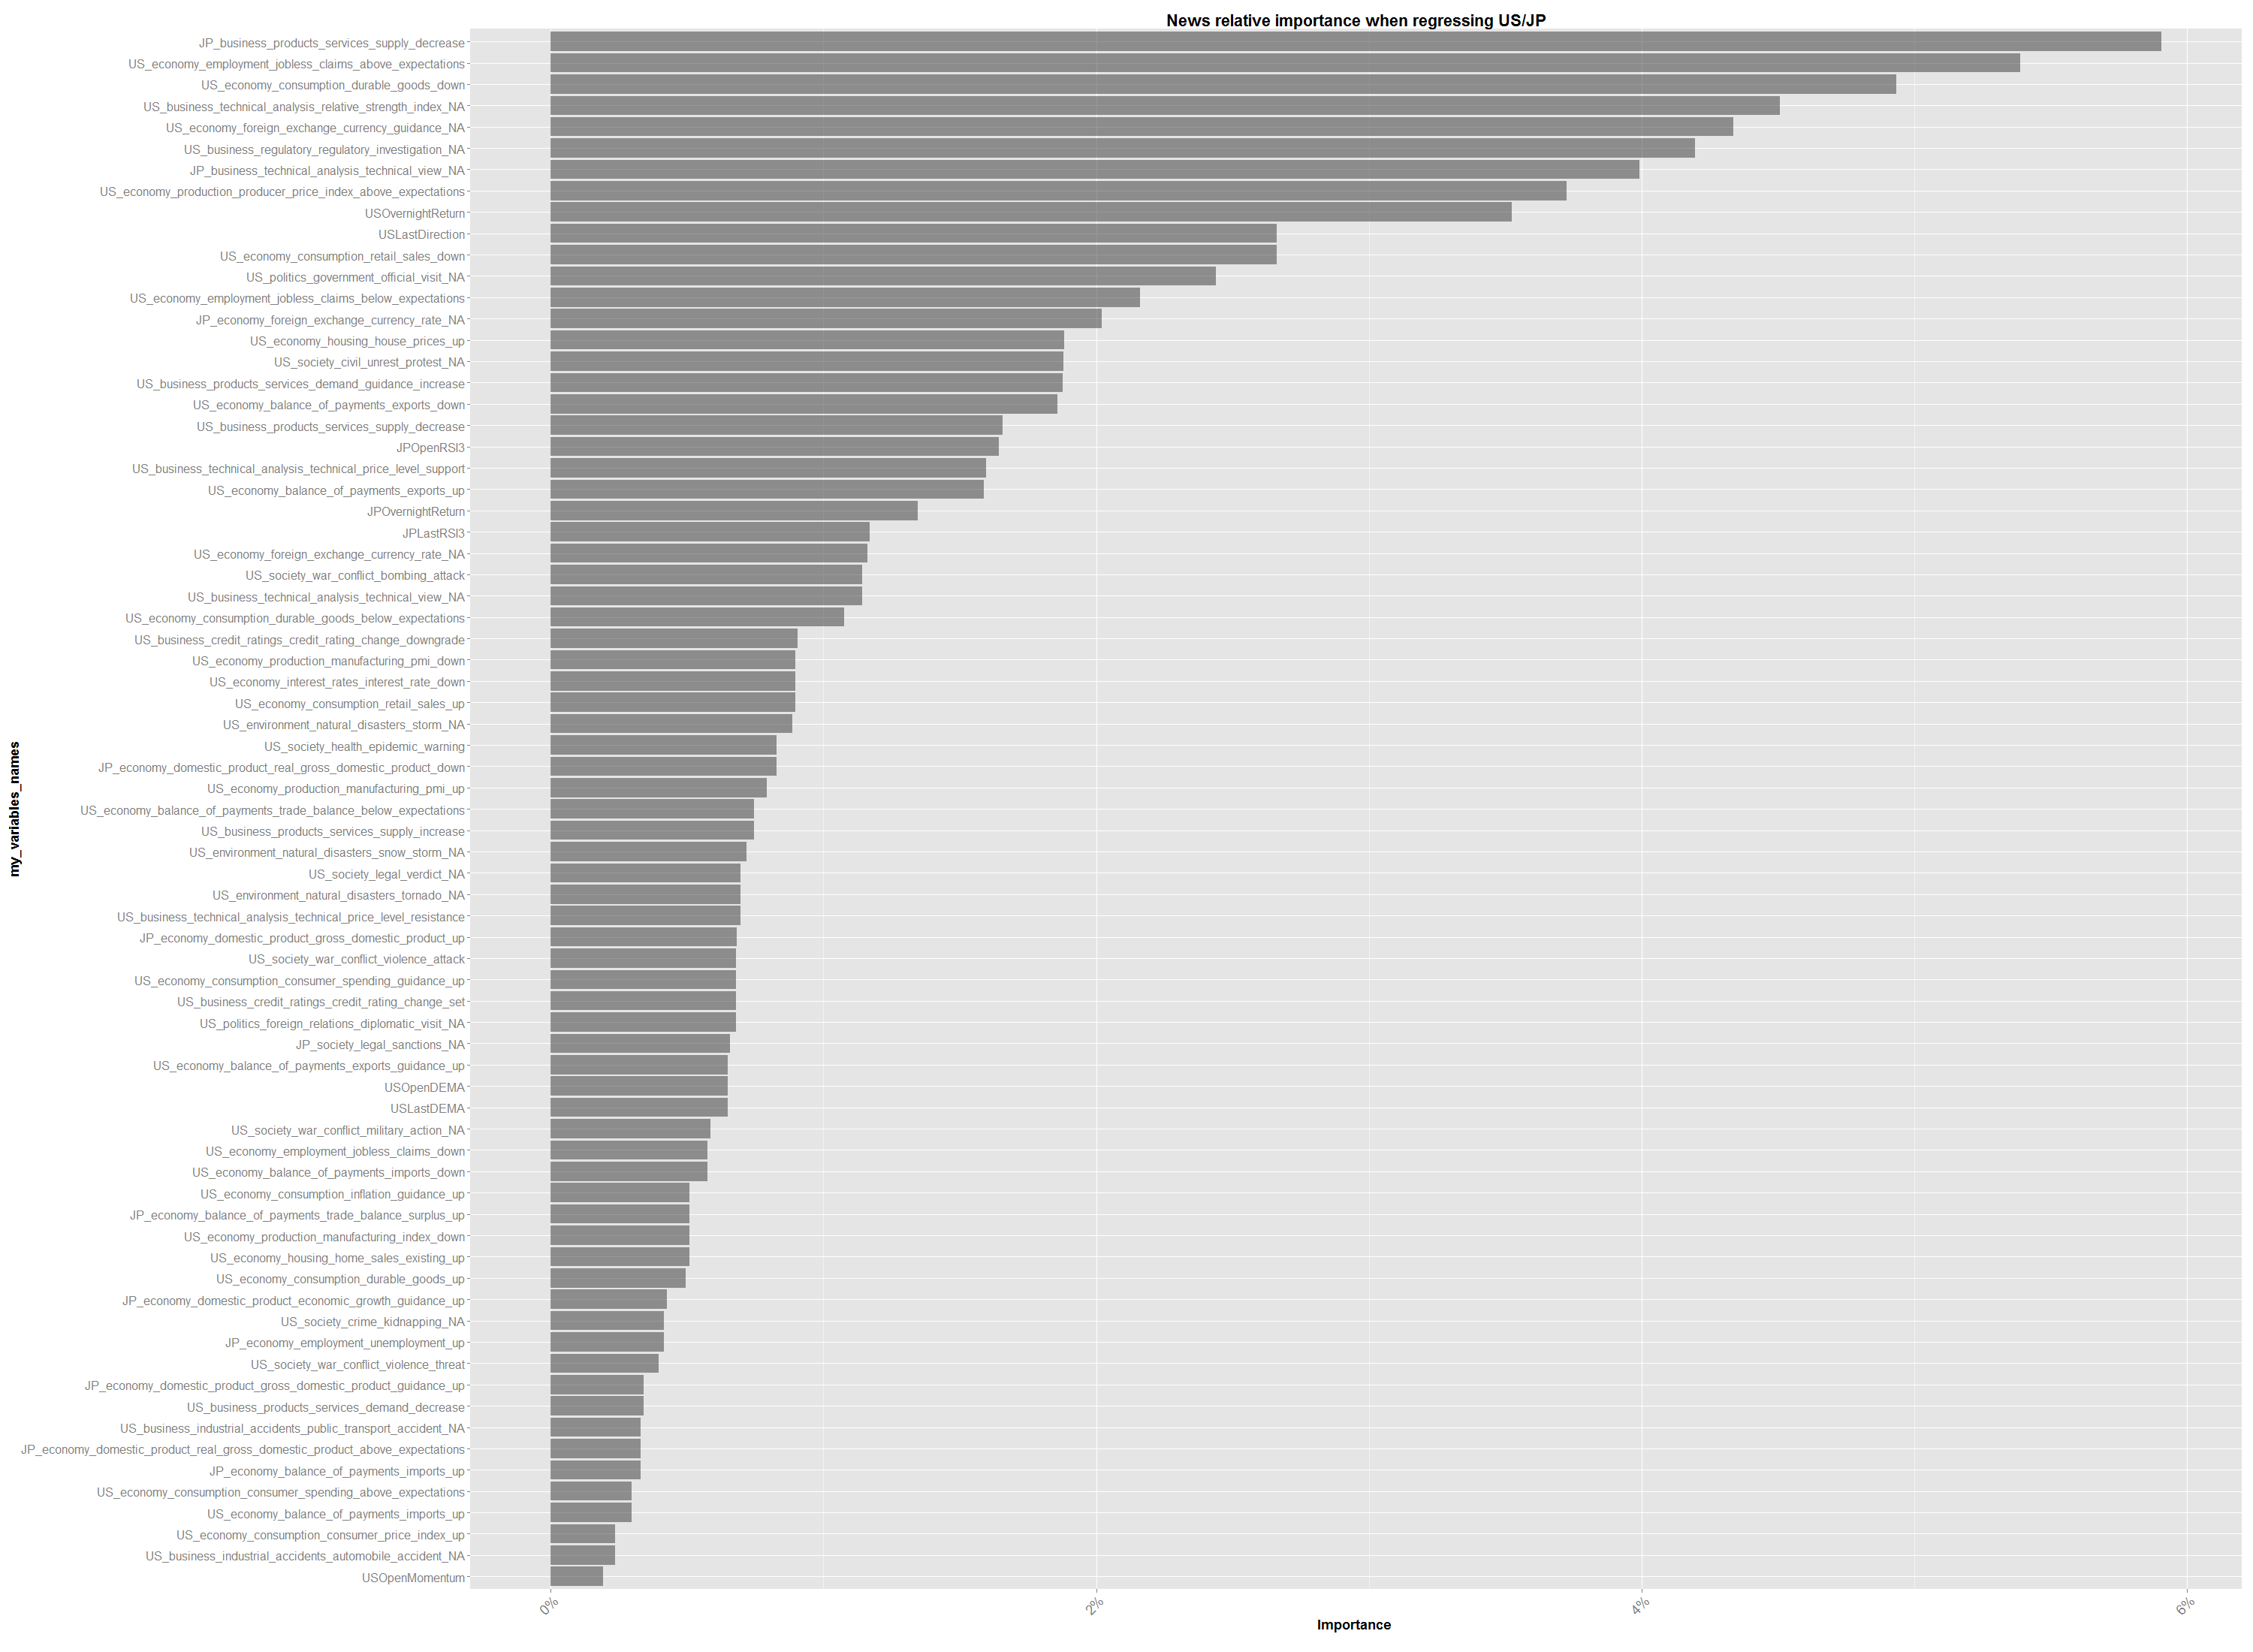 News relative importance when regressing US/JP
JP_business_products_services_supply_decrease
US_economy_employment_jobless_claims_above_expectations
US_economy_consumption_durable_goods_down
US_business_technical_analysis_relative_strength_index_NA
US_economy_foreign_exchange_currency_guidance_NA
US_business_regulatory_regulatory_investigation_NA
JP_business_technical_analysis_technical_view_NA
US_economy_production_producer_price_index_above_expectations
USOvernightReturn
USLastDirection
US_economy_consumption_retail_sales_down
US_politics_government_official_visit_NA
US_economy_employment_jobless_claims_below_expectations
JP_economy_foreign_exchange_currency_rate_NA
US_economy_housing_house_prices_up
US_society_civil_unrest_protest_NA
US_business_products_services_demand_guidance_increase
US_economy_balance_of_payments_exports_down
US_business_products_services_supply_decrease
JPOpenRSI3
US_business_technical_analysis_technical_price_level_support
US_economy_balance_of_payments_exports_up
JPOvernightReturn
JPLastRSI3
US_economy_foreign_exchange_currency_rate_NA
US_society_war_conflict_bombing_attack
US_business_technical_analysis_technical_view_NA
US_economy_consumption_durable_goods_below_expectations
US_business_credit_ratings_credit_rating_change_downgrade
US_economy_production_manufacturing_pmi_down
US_economy_interest_rates_interest_rate_down
US_economy_consumption_retail_sales_up
US_environment_natural_disasters_storm_NA
US_society_health_epidemic_warning
JP_economy_domestic_product_real_gross_domestic_product_down
US_economy_production_manufacturing_pmi_up
US_economy_balance_of_payments_trade_balance_below_expectations
US_business_products_services_supply_increase
US_environment_natural_disasters_snow_storm_NA
US_society_legal_verdict_NA
US_environment_natural_disasters_tornado_NA
US_business_technical_analysis_technical_price_level_resistance
JP_economy_domestic_product_gross_domestic_product_up
US_society_war_conflict_violence_attack
US_economy_consumption_consumer_spending_guidance_up
US_business_credit_ratings_credit_rating_change_set
US_politics_foreign_relations_diplomatic_visit_NA
JP_society_legal_sanctions_NA
US_economy_balance_of_payments_exports_guidance_up
USOpenDEMA
USLastDEMA
US_society_war_conflict_military_action_NA
US_economy_employment_jobless_claims_down
US_economy_balance_of_payments_imports_down
US_economy_consumption_inflation_guidance_up
JP_economy_balance_of_payments_trade_balance_surplus_up
US_economy_production_manufacturing_index_down
US_economy_housing_home_sales_existing_up
US_economy_consumption_durable_goods_up
JP_economy_domestic_product_economic_growth_guidance_up
US_society_crime_kidnapping_NA
JP_economy_employment_unemployment_up
US_society_war_conflict_violence_threat
JP_economy_domestic_product_gross_domestic_product_guidance_up
US_business_products_services_demand_decrease
US_business_industrial_accidents_public_transport_accident_NA
JP_economy_domestic_product_real_gross_domestic_product_above_expectations
JP_economy_balance_of_payments_imports_up
US_economy_consumption_consumer_spending_above_expectations
US_economy_balance_of_payments_imports_up
US_economy_consumption_consumer_price_index_up
US_business_industrial_accidents_automobile_accident_NA
USOpenMomentum
my_variables_names
0% 2% 4% 6%
Importance